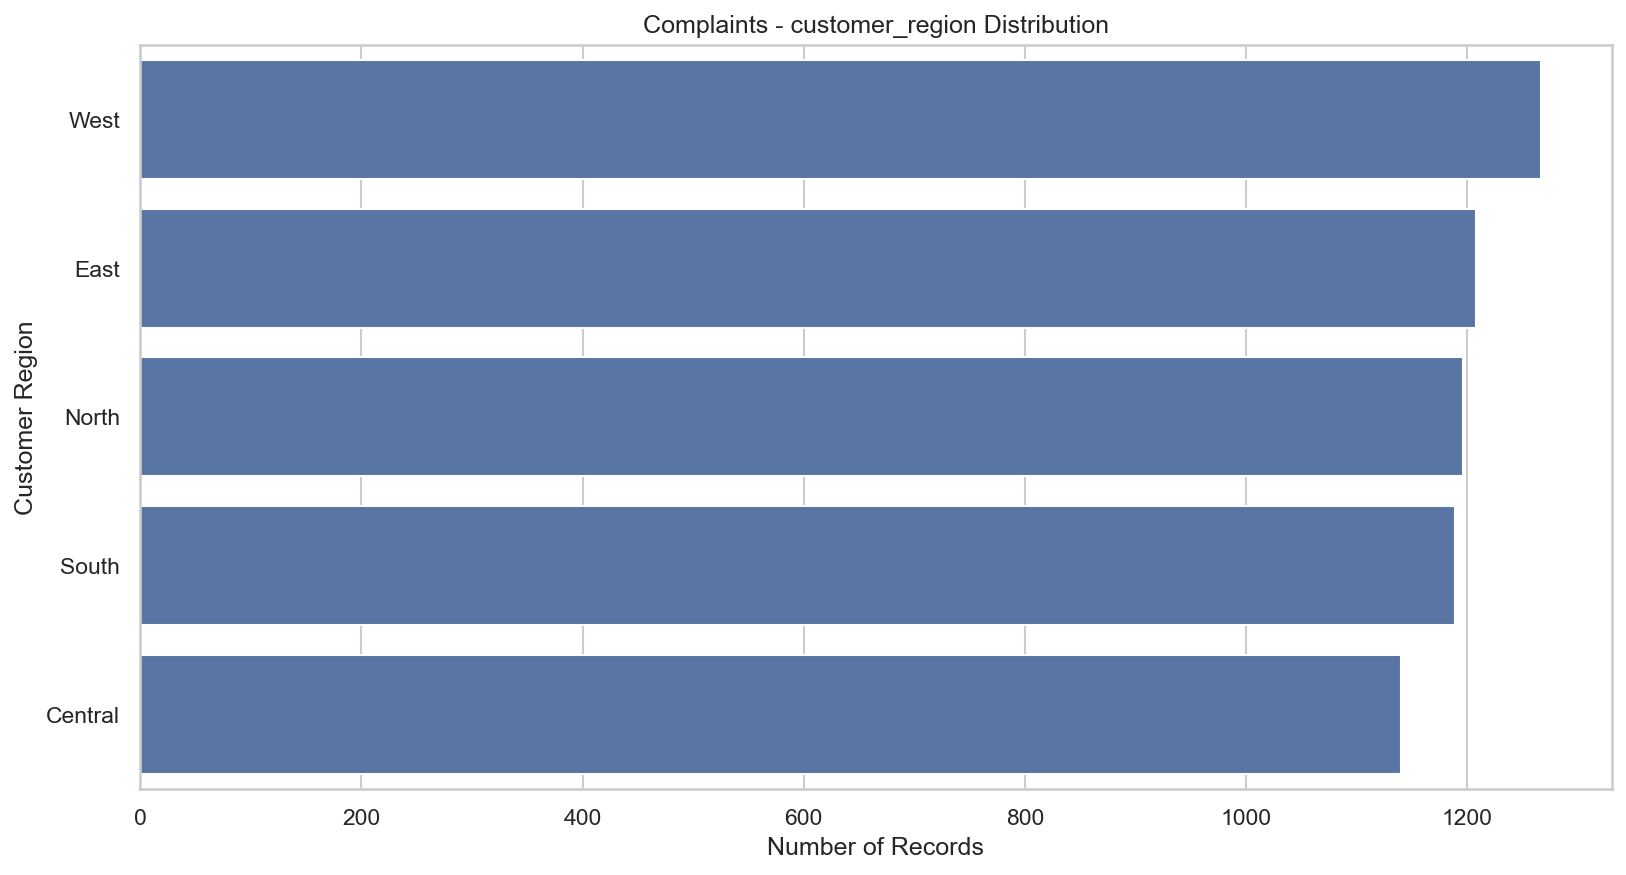 Complaints - customer_region Distribution
West
East
North
South
Central
Customer Region
0 200 400 600 800 1000 1200
Number of Records